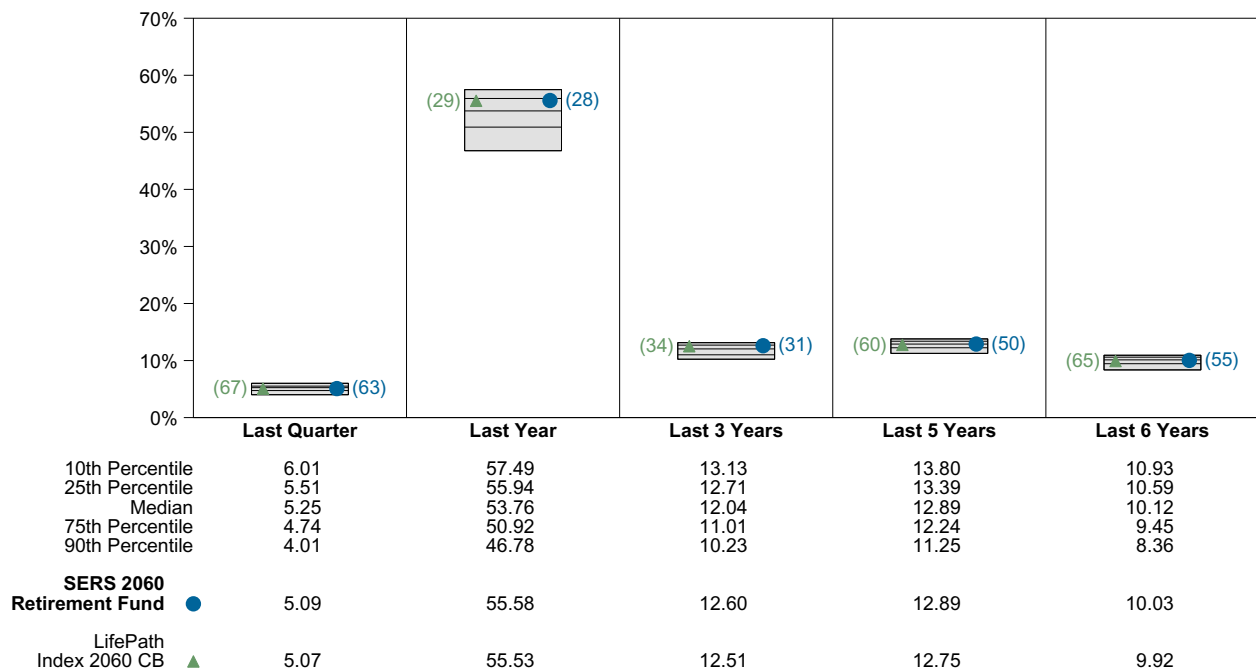 70%
60%
50%
40%
30%
20%
10%
0%
(67) (63)
(29) (28)
(34) (31)
(60) (50)
(65) (55)
Last Quarter Last Year Last 3 Years Last 5 Years Last 6 Years
10th Percentile 6.01 57.49 13.13 13.80 10.93
25th Percentile 5.51 55.94 12.71 13.39 10.59
Median 5.25 53.76 12.04 12.89 10.12
75th Percentile 4.74 50.92 11.01 12.24 9.45
90th Percentile 4.01 46.78 10.23 11.25 8.36
SERS 2060
Retirement Fund 5.09 55.58 12.60 12.89 10.03
LifePath
Index 2060 CB 5.07 55.53 12.51 12.75 9.92